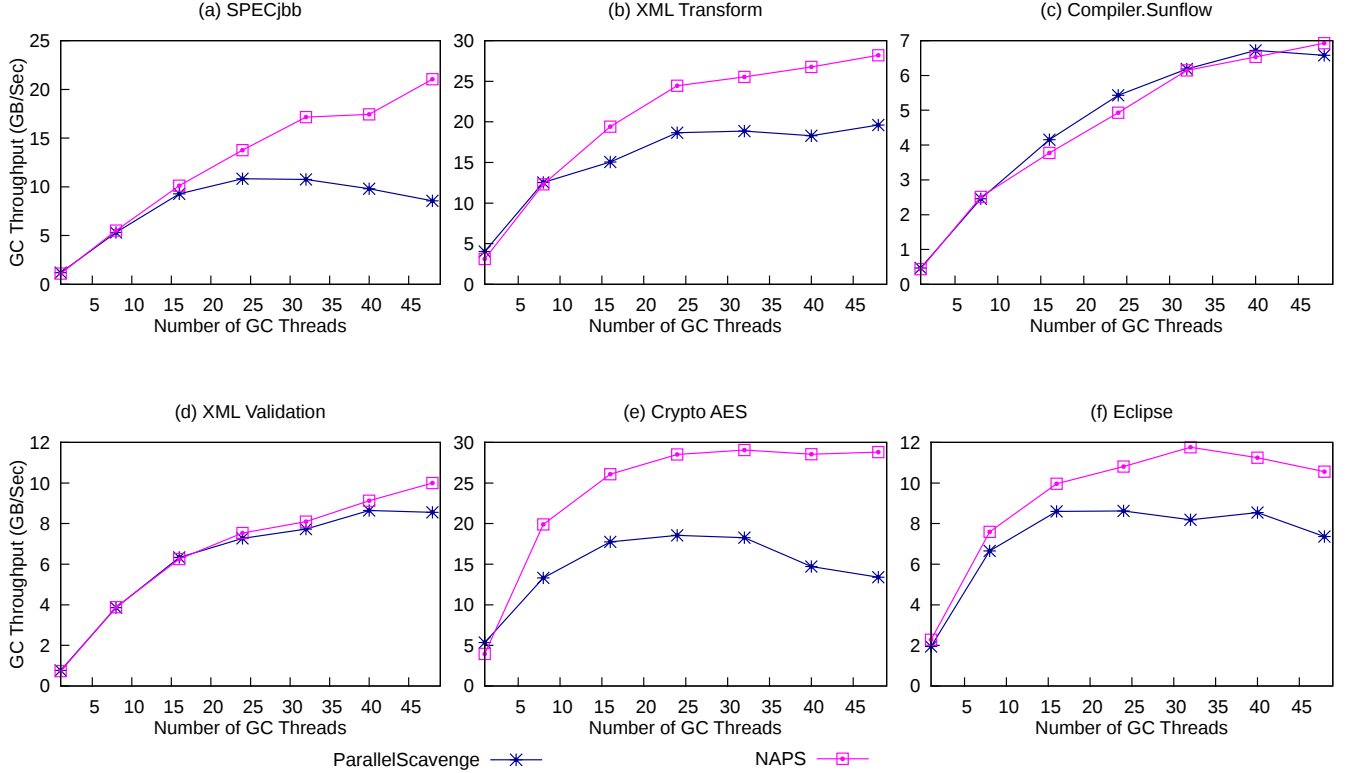 (a) SPECjbb
GC Throughput (GB/Sec)
25
20
15
10
5
0
5 10 15 20 25 30 35 40 45
Number of GC Threads
(b) XML Transform
30
25
20
15
10
5
0
5 10 15 20 25 30 35 40 45
Number of GC Threads
(c) Compiler.Sunflow
7
6
5
4
3
2
1
0
5 10 15 20 25 30 35 40 45
Number of GC Threads
(d) XML Validation
GC Throughput (GB/Sec)
12
10
8
6
4
2
0
5 10 15 20 25 30 35 40 45
Number of GC Threads
(e) Crypto AES
30
25
20
15
10
5
0
5 10 15 20 25 30 35 40 45
Number of GC Threads
(f) Eclipse
12
10
8
6
4
2
0
5 10 15 20 25 30 35 40 45
Number of GC Threads
ParallelScavenge
NAPS